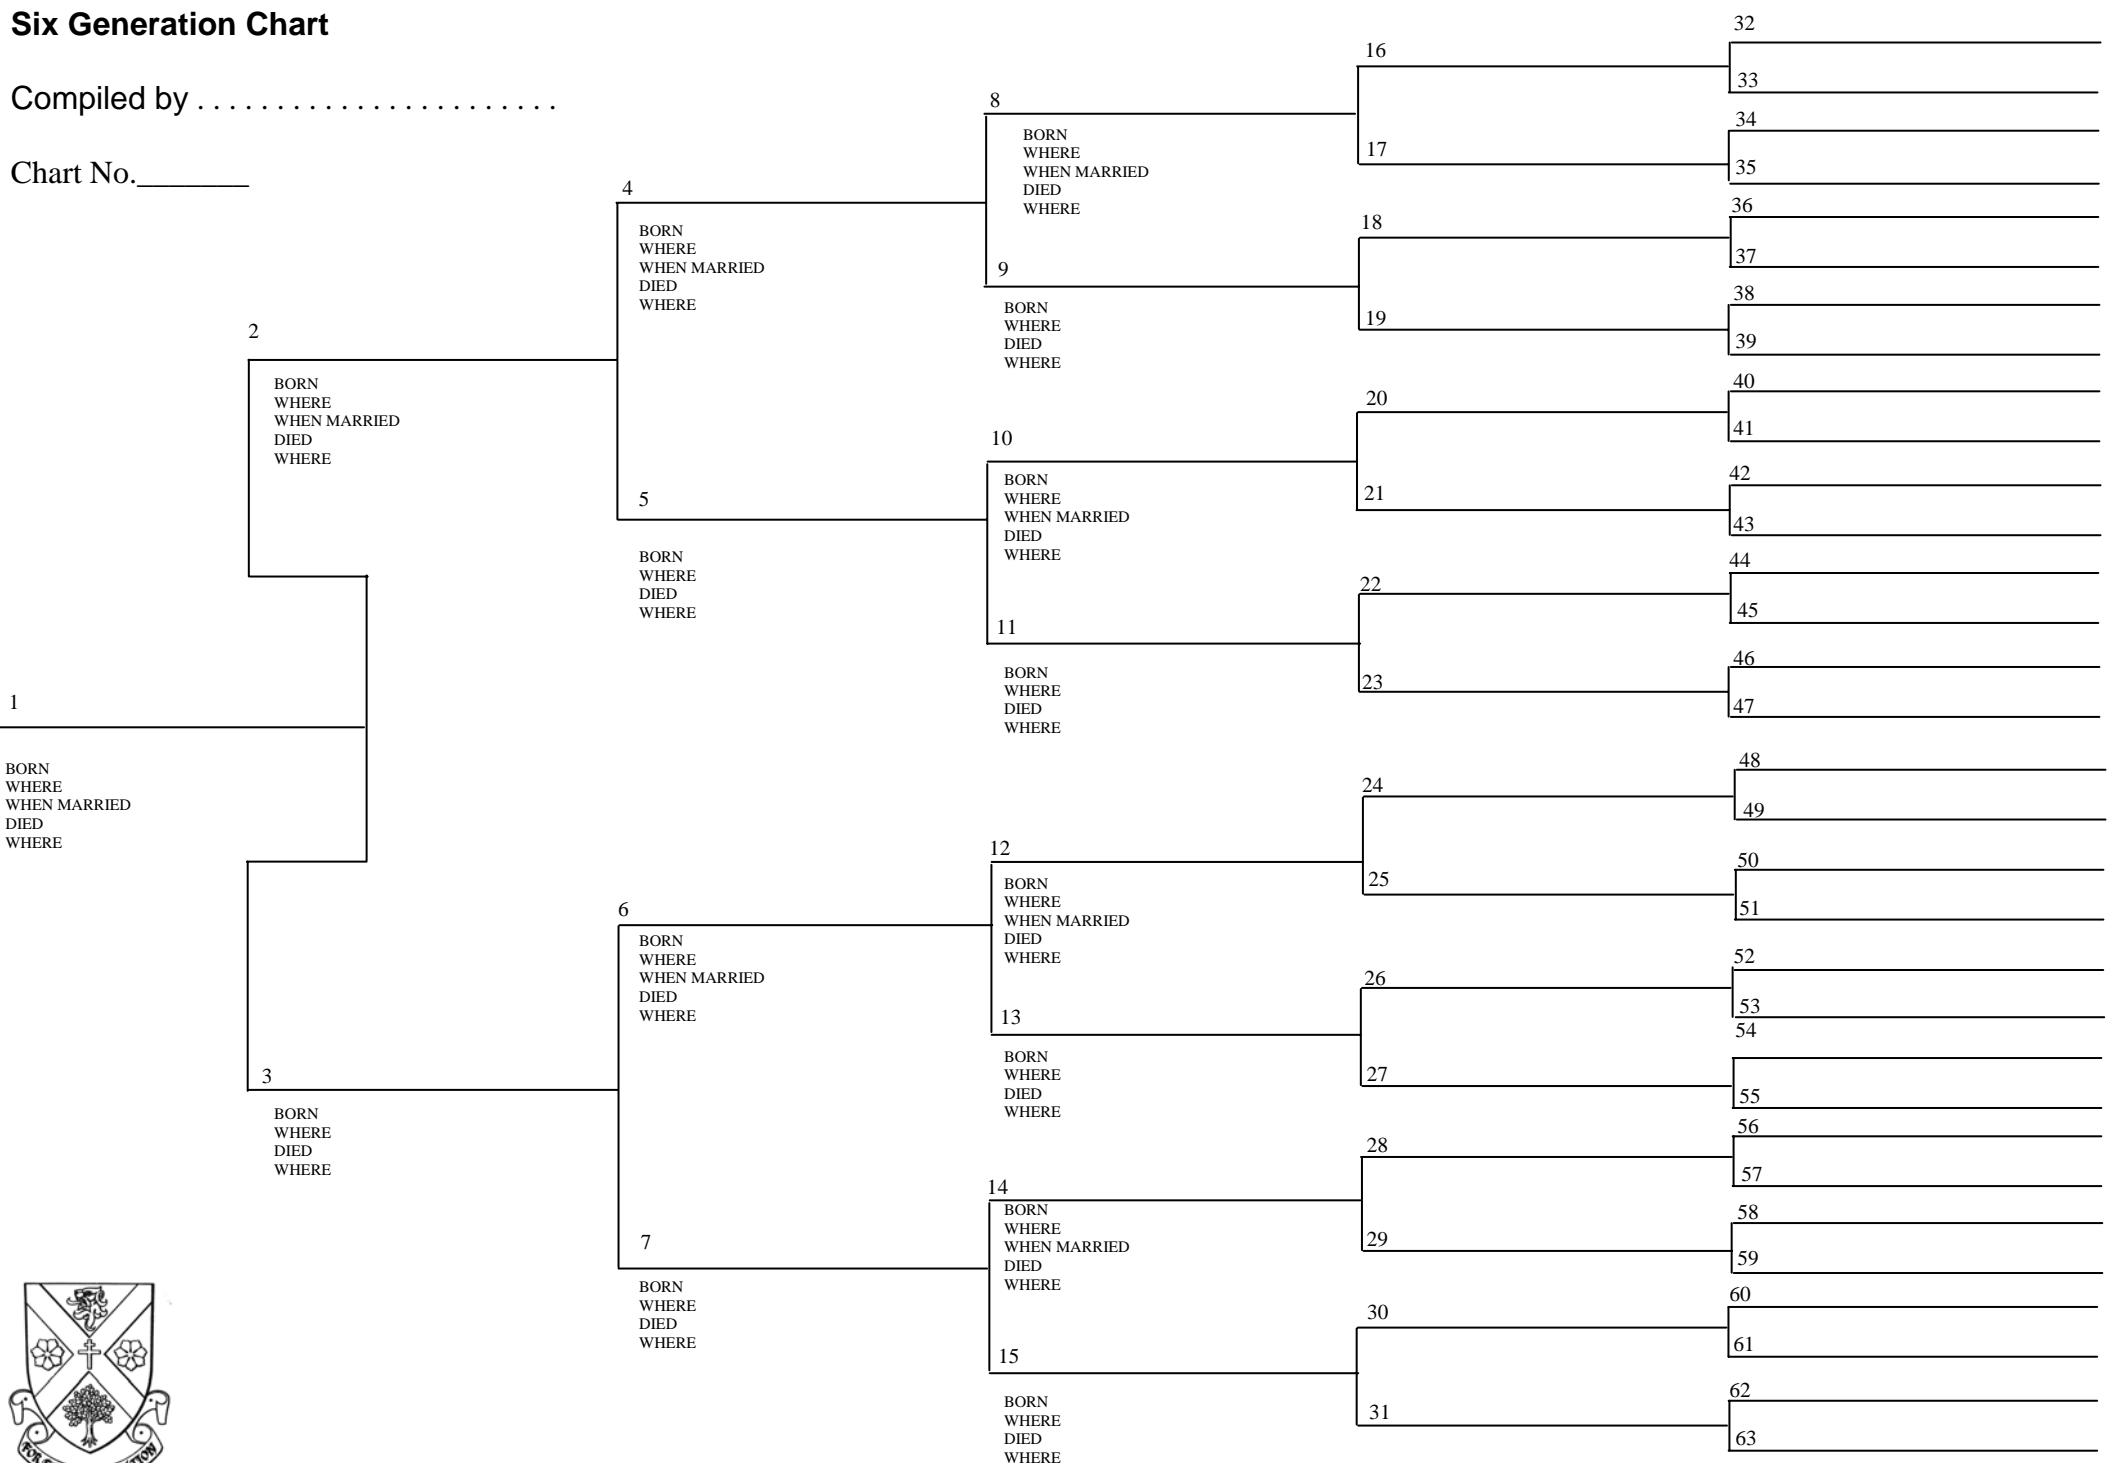 Six Generation Chart
Compiled by . . . . . . . . . . . . . . . . . . . . . . .
Chart No._______
1
BORN
WHERE
WHEN MARRIED
DIED
WHERE
2
BORN
WHERE
WHEN MARRIED
DIED
WHERE
3
BORN
WHERE
DIED
WHERE
4
BORN
WHERE
WHEN MARRIED
DIED
WHERE
5
BORN
WHERE
DIED
WHERE
6
BORN
WHERE
WHEN MARRIED
DIED
WHERE
7
BORN
WHERE
DIED
WHERE
8
BORN
WHERE
WHEN MARRIED
DIED
WHERE
9
BORN
WHERE
DIED
WHERE
10
BORN
WHERE
WHEN MARRIED
DIED
WHERE
11
BORN
WHERE
DIED
WHERE
12
BORN
WHERE
WHEN MARRIED
DIED
WHERE
13
BORN
WHERE
DIED
WHERE
14
BORN
WHERE
WHEN MARRIED
DIED
WHERE
15
BORN
WHERE
DIED
WHERE
16
17
18
19
20
21
22
23
24
25
26
27
28
29
30
31
32
33
34
35
36
37
38
39
40
41
42
43
44
45
46
47
48
49
50
51
52
53
54
55
56
57
58
59
60
61
62
63
FOR